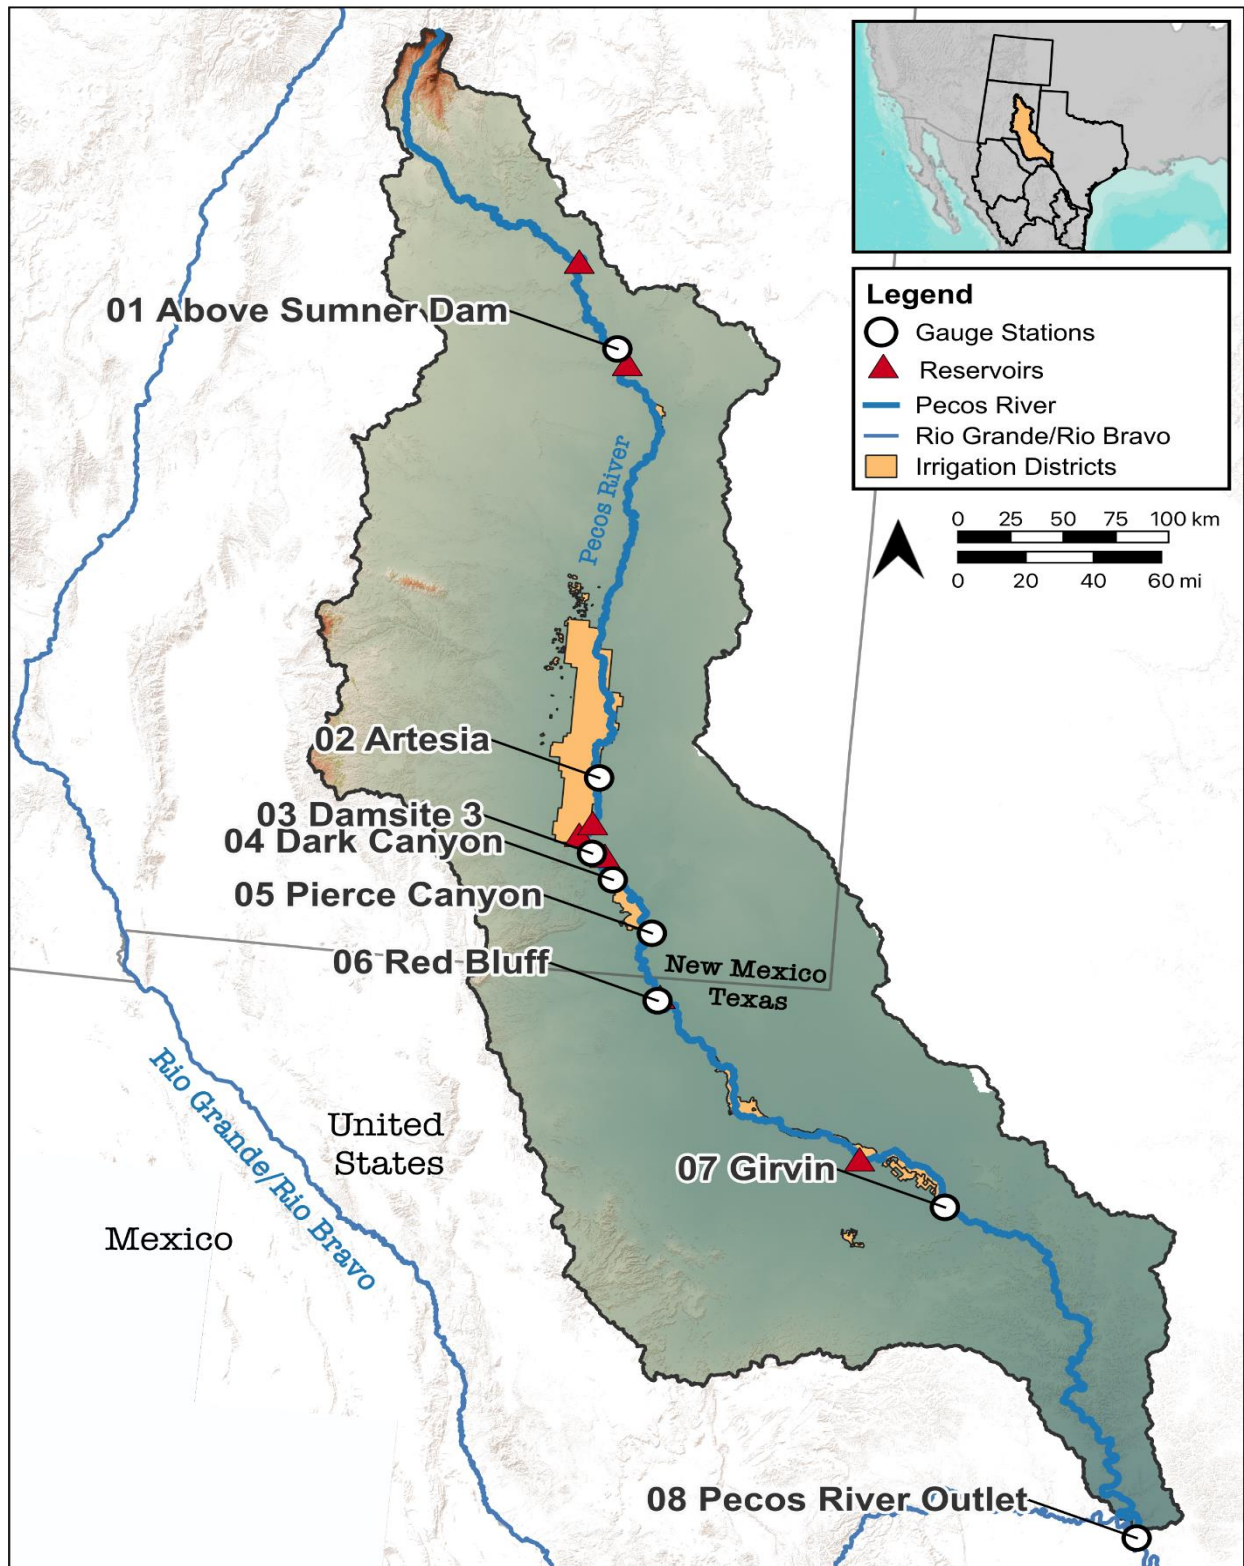 Legend
Gauge Stations
Reservoirs
Pecos River
Rio Grande/Rio Bravo
Irrigation Districts
0 25 50 75 100 km
0 20 40 60 mi
01 Above Sumner Dam
Pecos River
02 Artesia
03 Damsite 3
04 Dark Canyon
05 Pierce Canyon
06 Red Bluff
New Mexico
Texas
Rio Grande/Rio Bravo
United
States
07 Girvin
Mexico
08 Pecos River Outlet